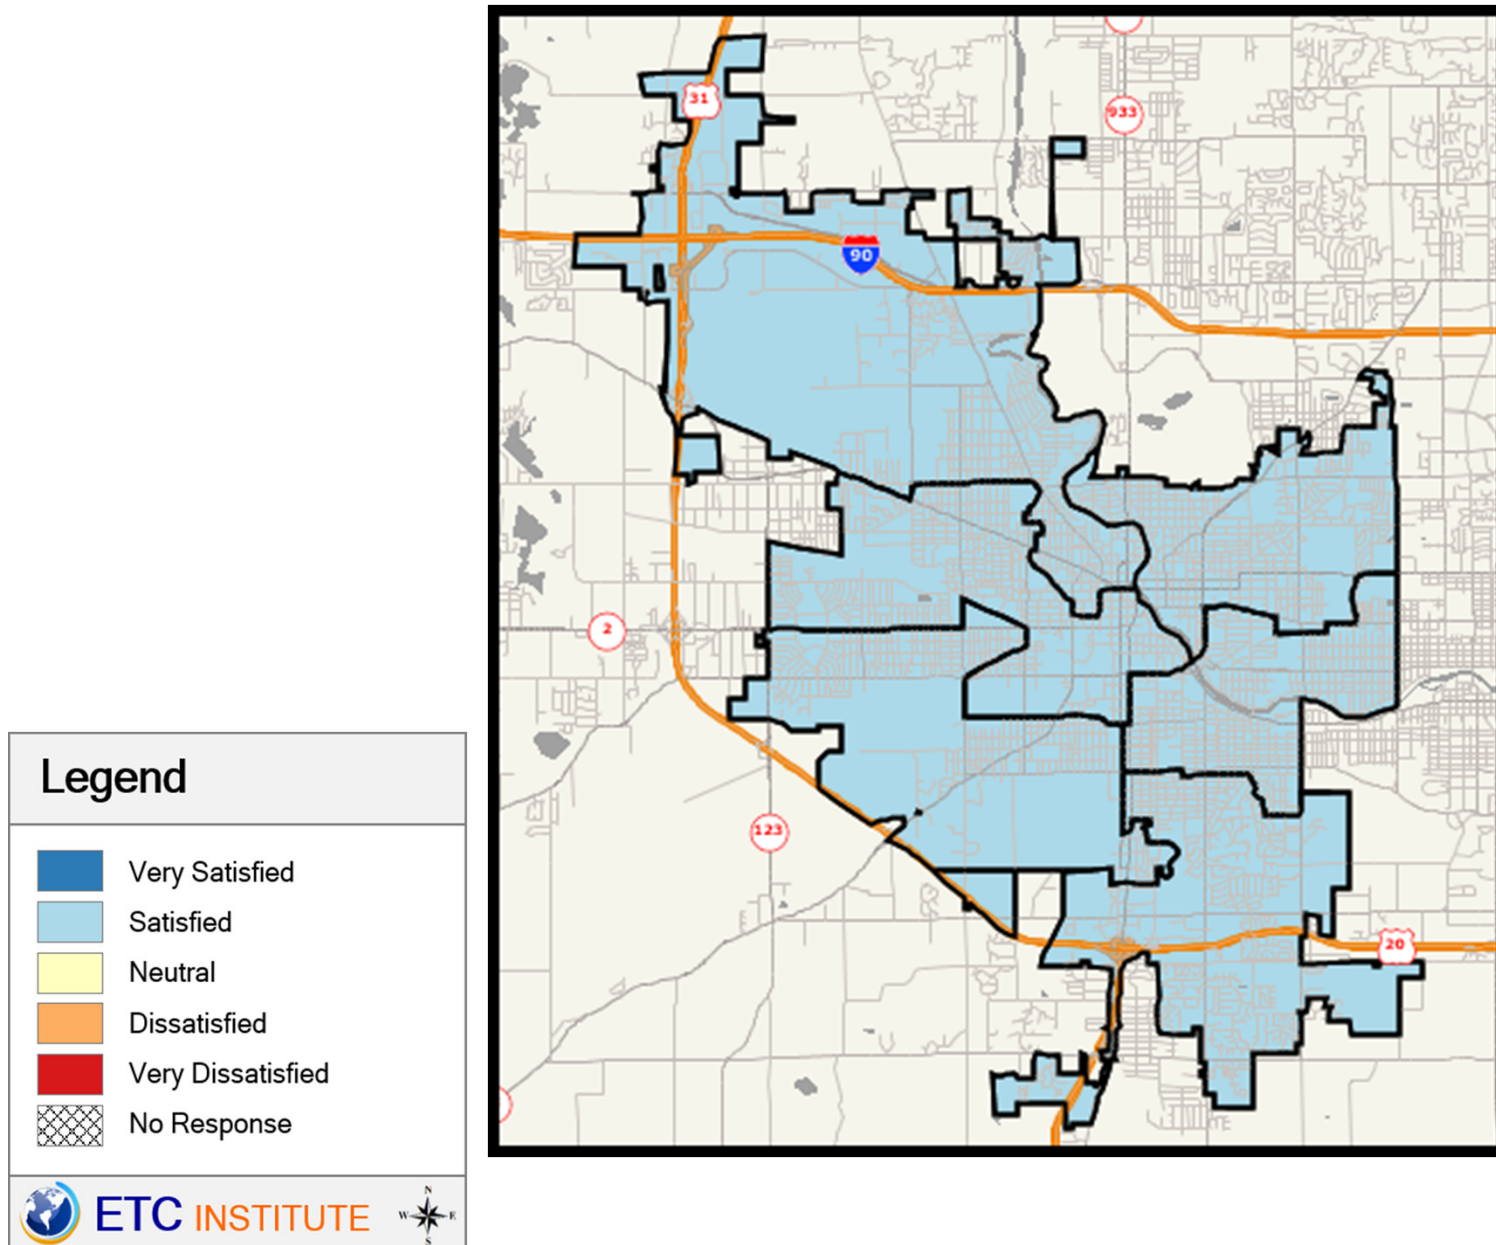 31
933
90
2
123
20
Legend
Very Satisfied
Satisfied
Neutral
Dissatisfied
Very Dissatisfied
No Response
ETC INSTITUTE
N
W E
S